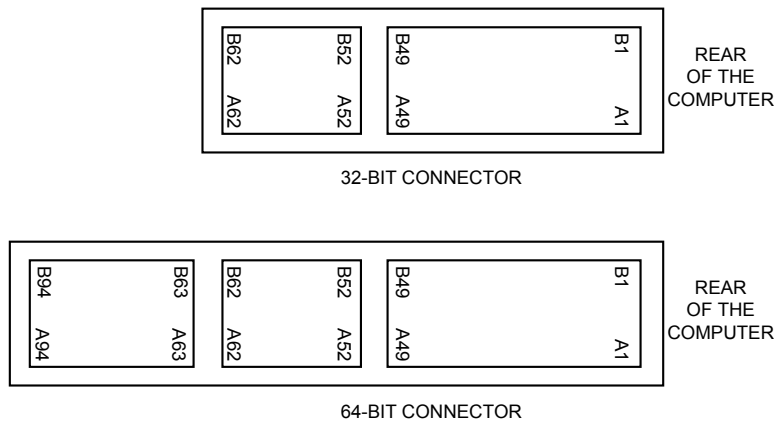 B62 B52 B49 B1
A62 A52 A49 A1
REAR
OF THE
COMPUTER
32-BIT CONNECTOR
B94 B63 B62 B52 B49 B1
A94 A63 A62 A52 A49 A1
REAR
OF THE
COMPUTER
64-BIT CONNECTOR